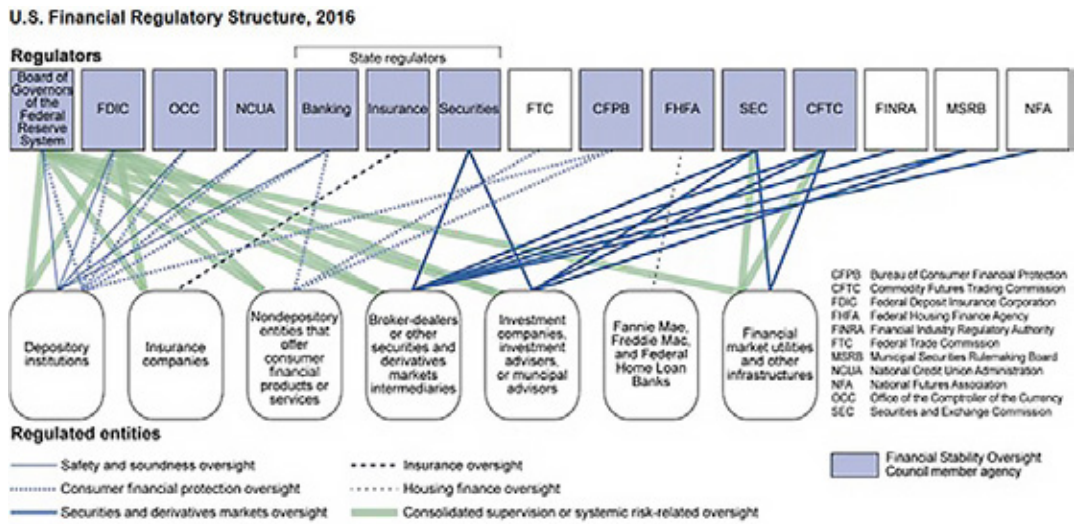 U.S. Financial Regulatory Structure, 2016
Regulators
State regulators
Board of
Governors
of the
Federal
Reserve
System
FDIC
OCC
NCUA
Banking
Insurance
Securities
FTC
CFPB
FHFA
SEC
CFTC
FINRA
MSRB
NFA
Depository
institutions
Insurance
companies
Nondepository
entities that
offer
consumer
financial
products or
services
Broker-dealers
or other
securities and
derivatives
markets
intermediaries
Investment
companies,
investment
advisors,
or muncipal
advisors
Fannie Mae,
Freddie Mac,
and Federal
Home Loan
Banks
Financial
market utilities
and other
infrastructures
CFPB Bureau of Consumer Financial Protection
CFTC Commodity Futures Trading Commission
FDIC Federal Deposit Insurance Corporation
FHFA Federal Housing Finance Agency
FINRA Financial Industry Regulatory Authority
FTC Federal Trade Commission
MSRB Municipal Securities Rulemaking Board
NCUA National Credit Union Administration
NFA National Futures Association
OCC Office of the Comptroller of the Currency
SEC Securities and Exchange Commission
Regulated entities
Safety and soundness oversight
Consumer financial protection oversight
Securities and derivatives markets oversight
Insurance oversight
Housing finance oversight
Consolidated supervision or systemic risk-related oversight
Financial Stability Oversight
Council member agency